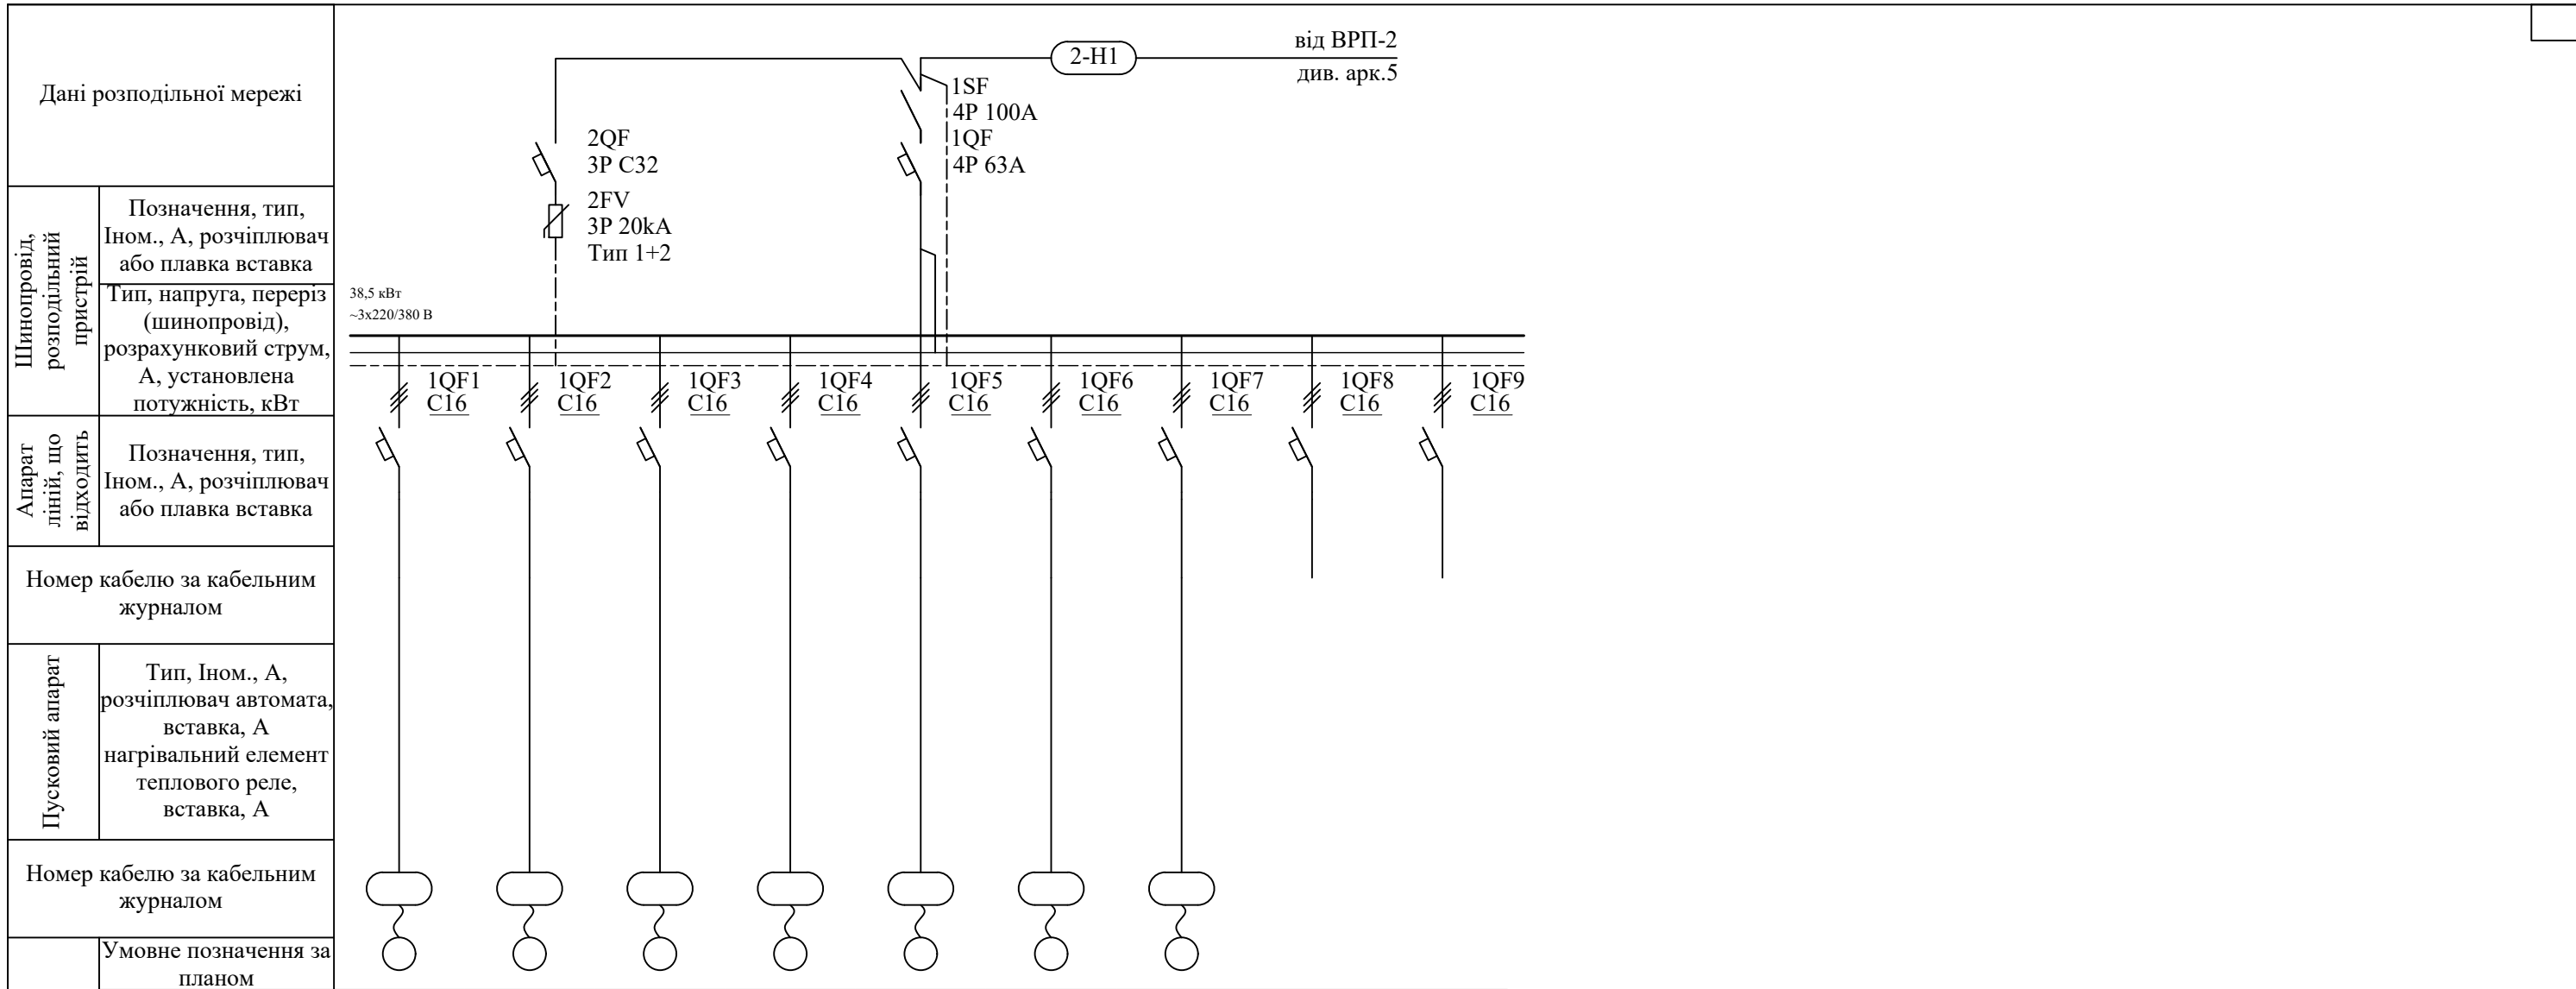 Дані розподільної мережі
від ВРП-2
2-Н1
див. арк.5
1SF
4P 100A
1QF
4P 63A
2QF
3P C32
2FV
3P 20kA
Тип 1+2
Шинопровід,
розподільний
пристрій
Позначення, тип,
Іном., А, розчіплювач
або плавка вставка
Тип, напруга, переріз
(шинопровід),
розрахунковий струм,
А, установлена
потужність, кВт
38,5 кВт
~3х220/380 В
1QF1
C16
1QF2
C16
1QF3
C16
1QF4
C16
1QF5
C16
1QF6
C16
1QF7
C16
1QF8
C16
1QF9
C16
Апарат
ліній, що
відходить
Позначення, тип,
Іном., А, розчіплювач
або плавка вставка
Номер кабелю за кабельним
журналом
Пусковий апарат
Тип, Іном., А,
розчіплювач автомата,
вставка, А
нагрівальний елемент
теплового реле,
вставка, А
Номер кабелю за кабельним
журналом
Умовне позначення за
планом